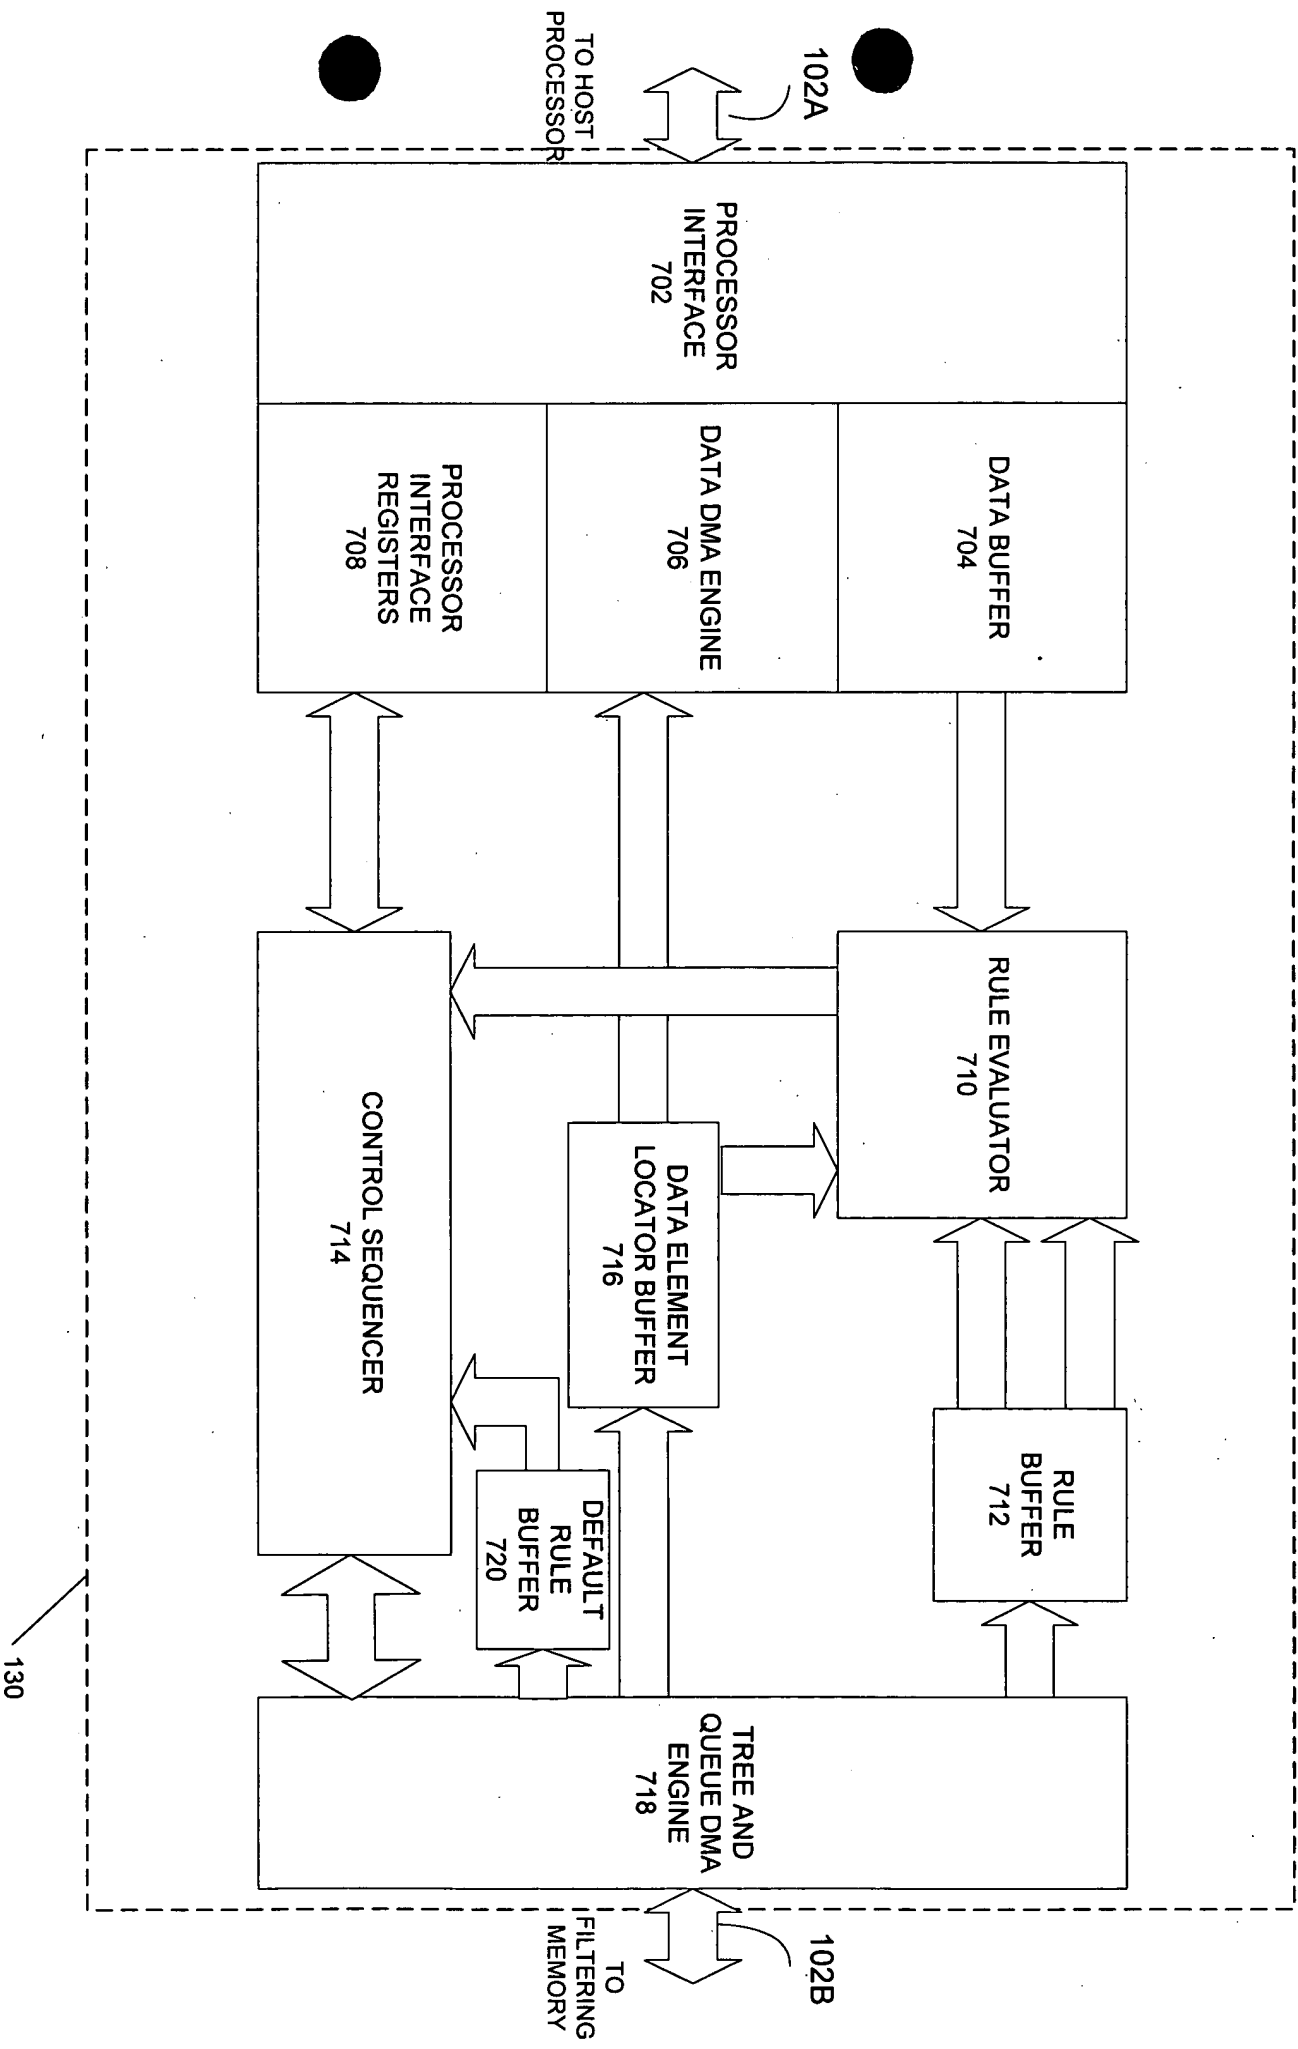 102A
TO HOST
PROCESSOR
PROCESSOR
INTERFACE
702
DATA BUFFER
704
DATA DMA ENGINE
706
PROCESSOR
INTERFACE
REGISTERS
708
RULE EVALUATOR
710
RULE
BUFFER
712
DATA ELEMENT
LOCATOR BUFFER
716
CONTROL SEQUENCER
714
DEFAULT
RULE
BUFFER
720
TREE AND
QUEUE DMA
ENGINE
718
102B
TO
FILTERING
MEMORY
130